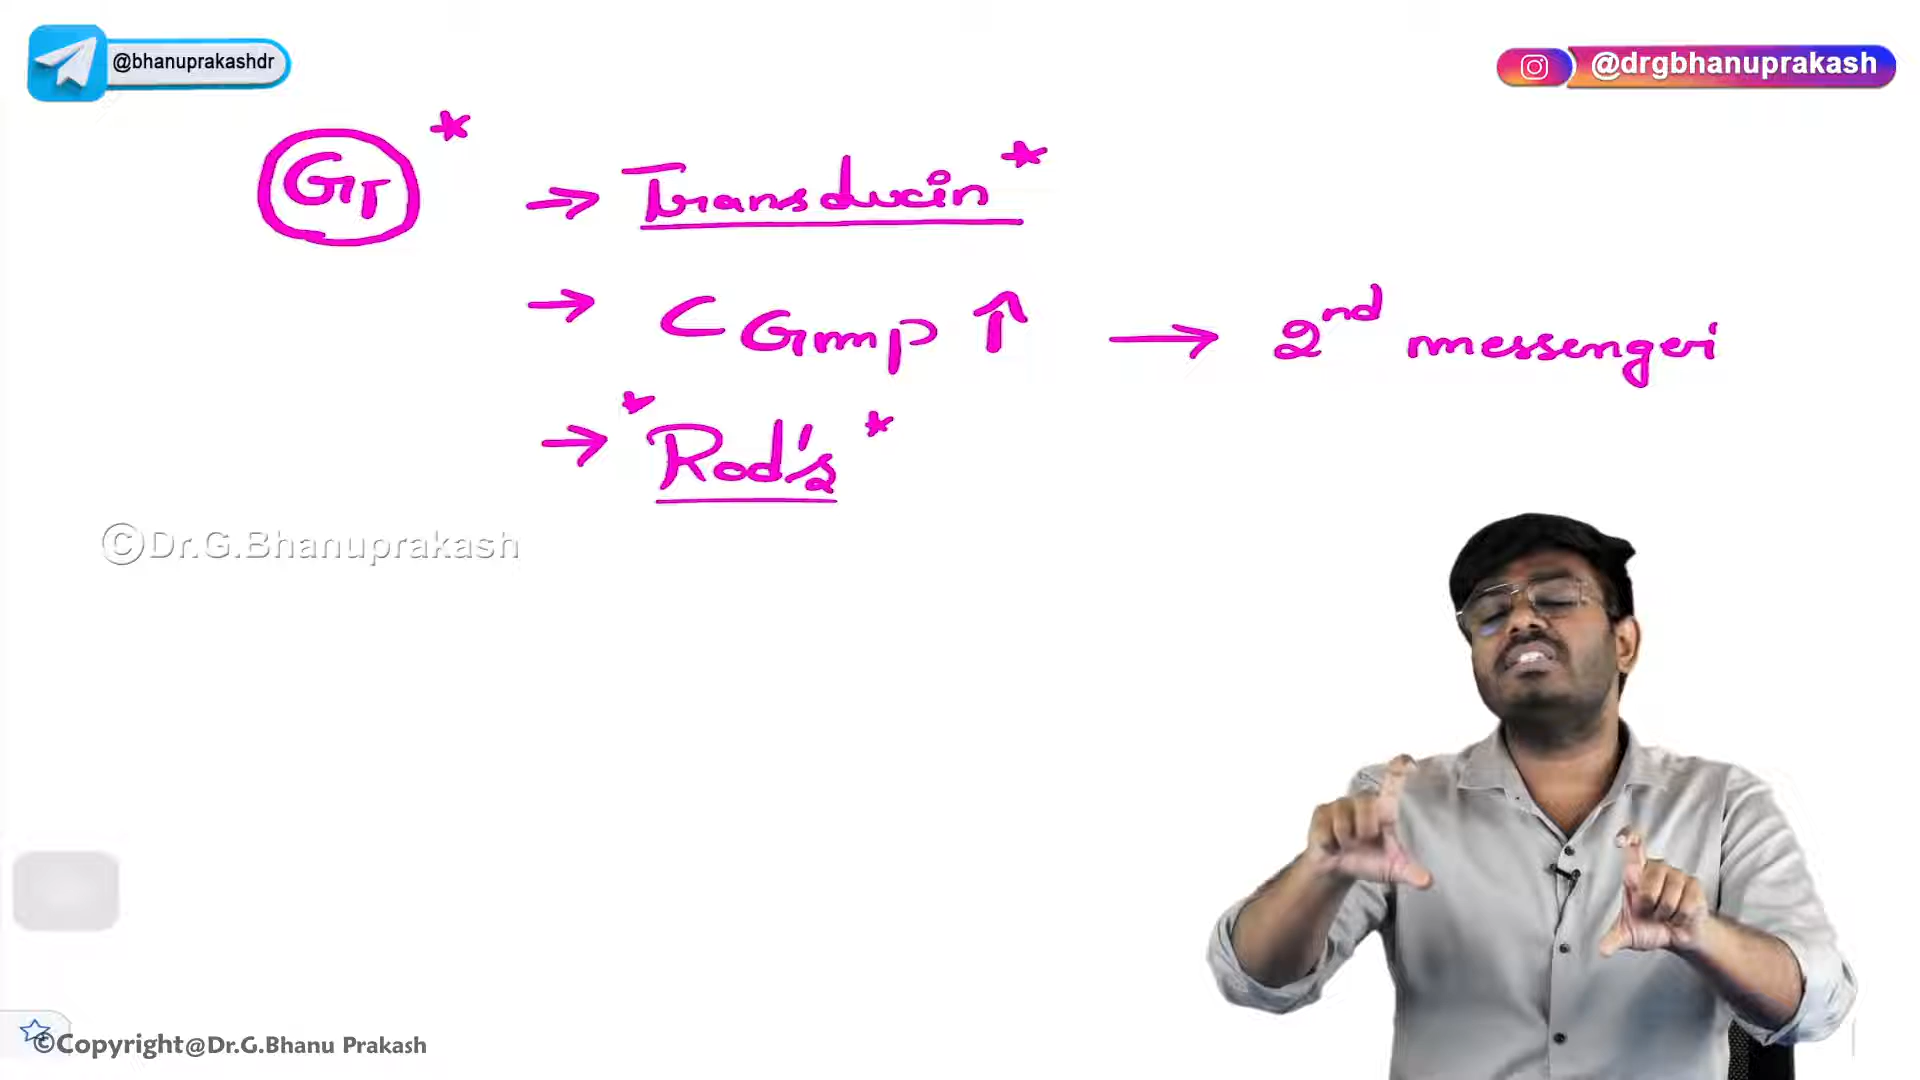 @bhanuprakashdr
@drgbhanuprakash
GT * → Transducin *
→ CGmp ↑ → 2nd messenger
→ * Rod's *
©Dr.G.Bhanuprakash
©Copyright@Dr.G.Bhanu Prakash